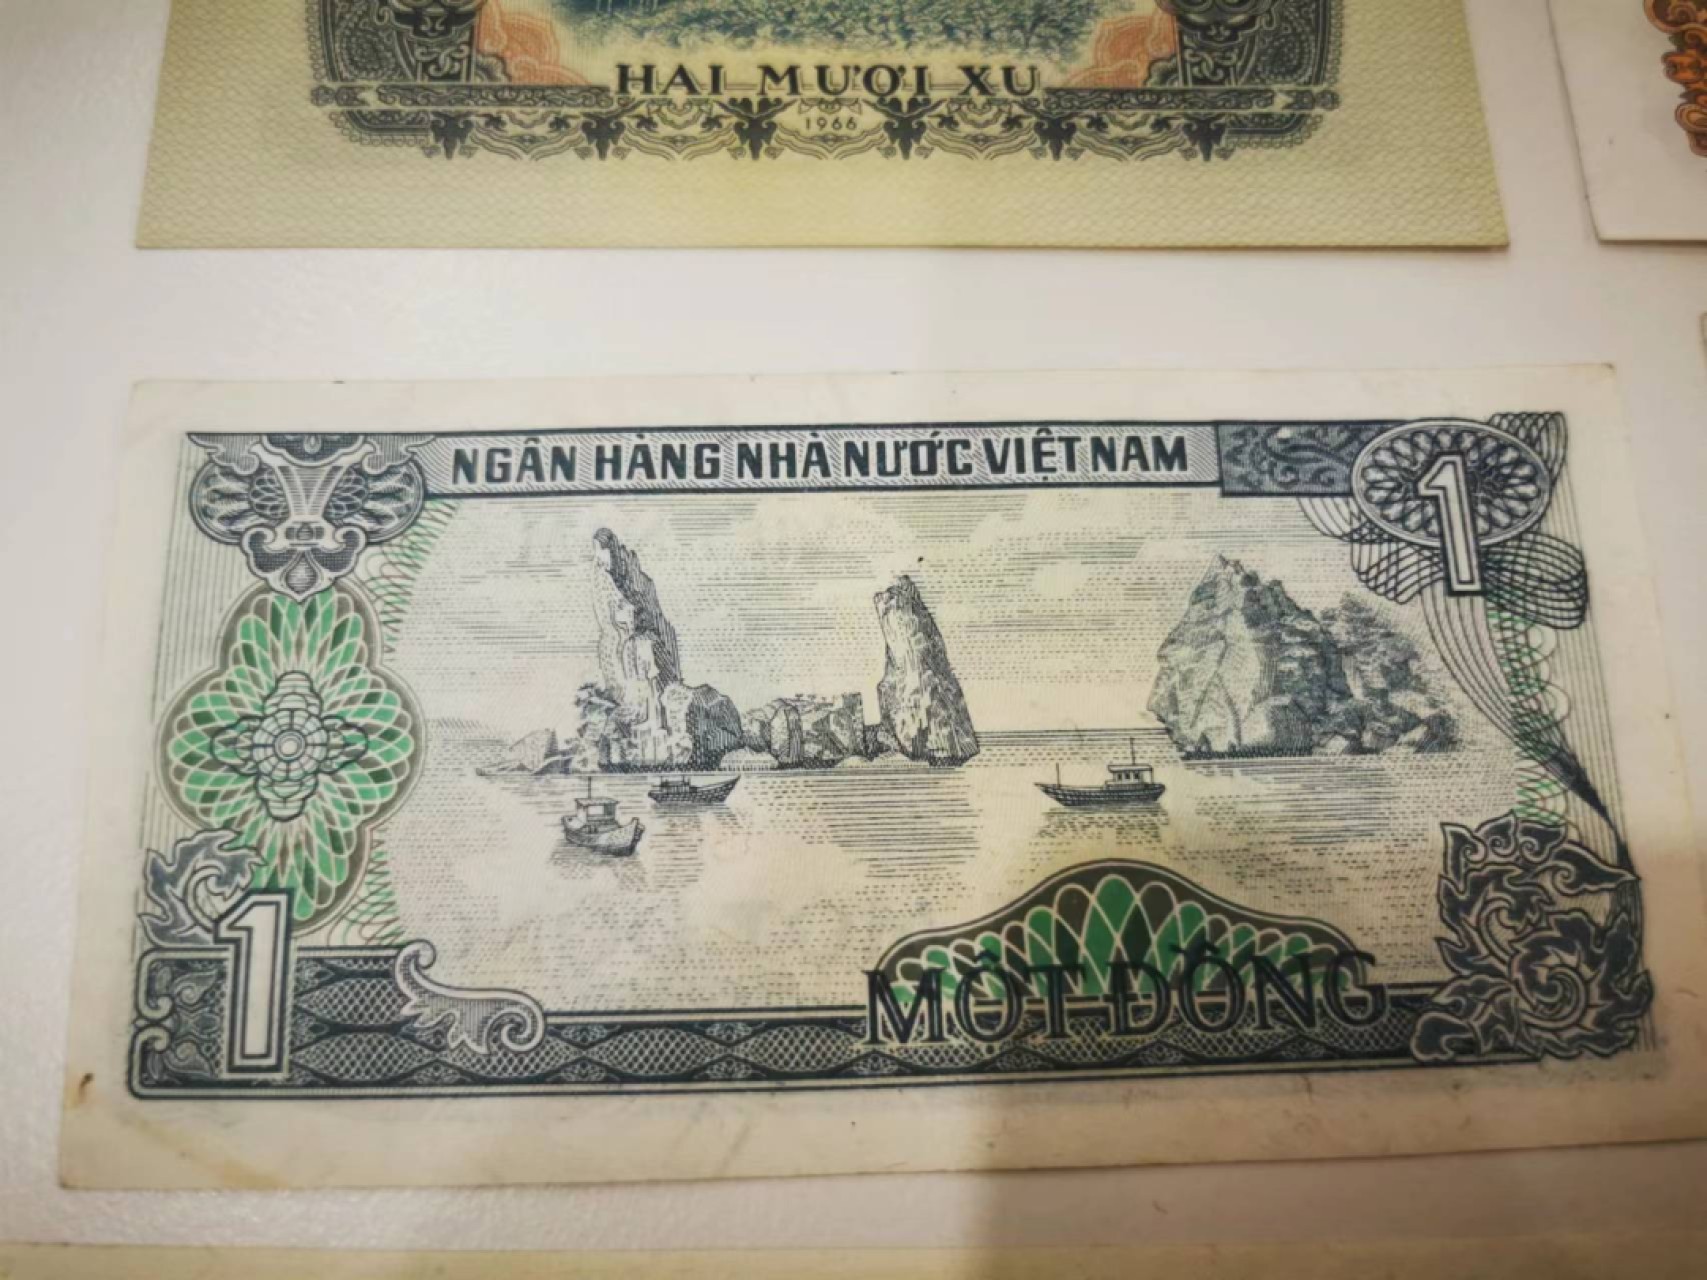 HAI MƯƠI XU
1966
NGÂN HÀNG NHÀ NƯỚC VIỆT NAM
1
1
MỘT ĐỒNG